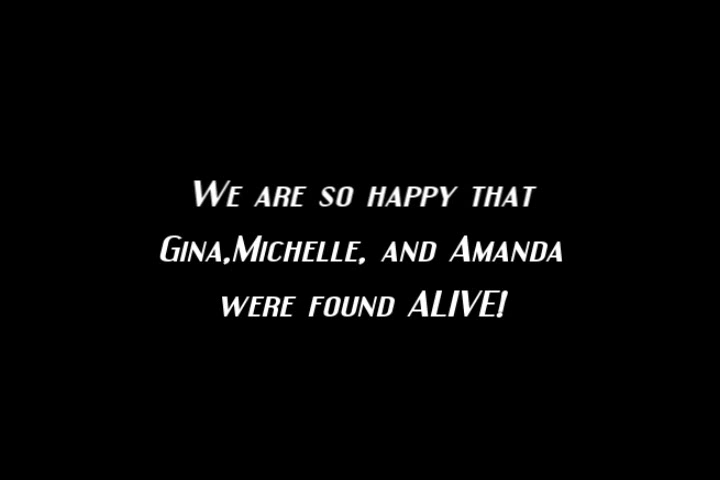 We are so happy that
Gina,Michelle, and Amanda
were found ALIVE!